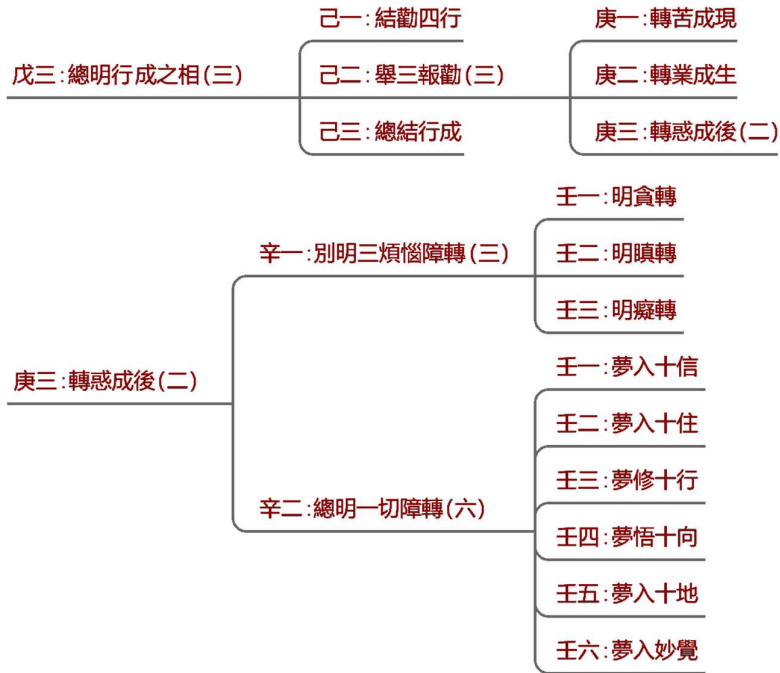 戊三:總明行成之相(三)
己一:結勸四行
己二:舉三報勸(三)
己三:總結行成
庚一:轉苦成現
庚二:轉業成生
庚三:轉惑成後(二)
庚三:轉惑成後(二)
辛一:別明三煩惱障轉(三)
壬一:明貪轉
壬二:明瞋轉
壬三:明癡轉
辛二:總明一切障轉(六)
壬一:夢入十信
壬二:夢入十住
壬三:夢修十行
壬四:夢悟十向
壬五:夢入十地
壬六:夢入妙覺